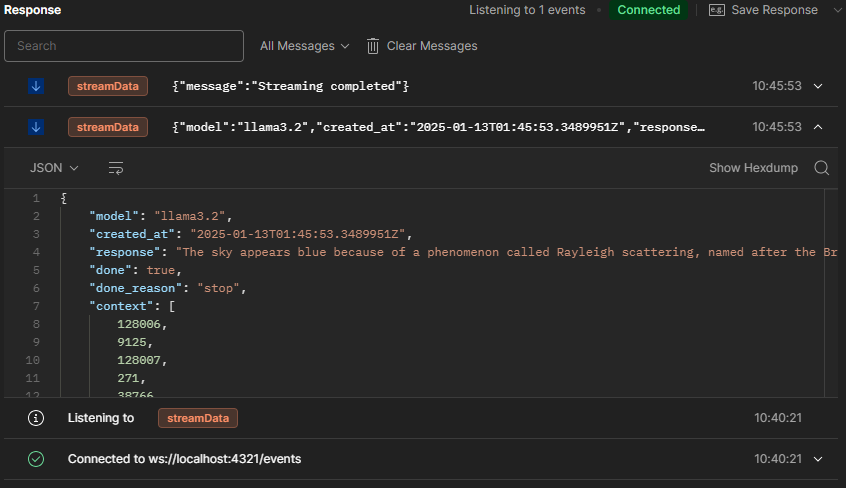 Response Listening to 1 events • Connected Save Response
Search All Messages Clear Messages
streamData {"message":"Streaming completed"} 10:45:53
streamData {"model":"llama3.2","created_at":"2025-01-13T01:45:53.3489951Z","response… 10:45:53
JSON Show Hexdump
1 {
2 "model": "llama3.2",
3 "created_at": "2025-01-13T01:45:53.3489951Z",
4 "response": "The sky appears blue because of a phenomenon called Rayleigh scattering, named after the Br
5 "done": true,
6 "done_reason": "stop",
7 "context": [
8 128006,
9 9125,
10 128007,
11 271,
12 38766
Listening to streamData 10:40:21
Connected to ws://localhost:4321/events 10:40:21